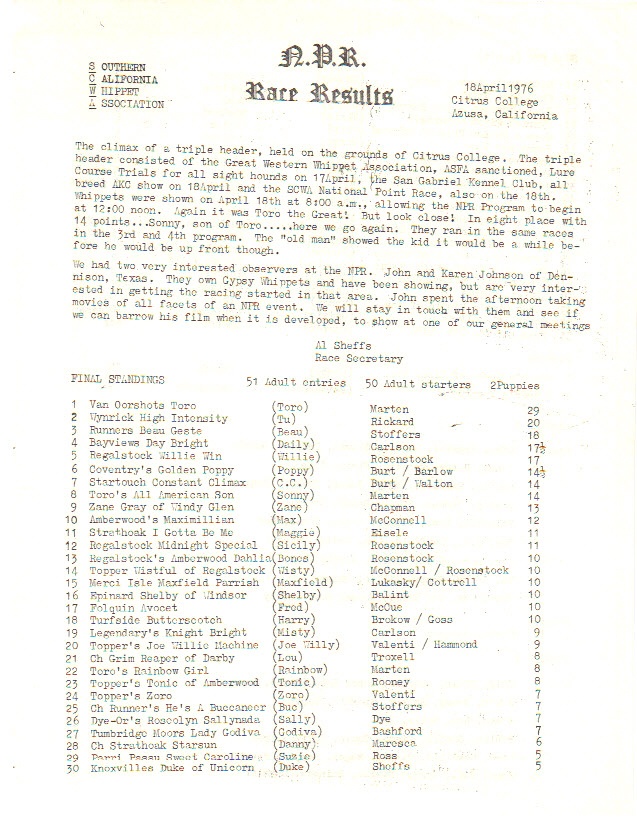 N.P.R.
Race Results
S OUTHERN
C ALIFORNIA
W HIPPET
A SSOCIATION
18April1976
Citrus College
Azusa, California
The climax of a triple header, held on the grounds of Citrus College. The triple
header consisted of the Great Western Whippet Association, ASFA sanctioned, Lure
Course Trials for all sight hounds on 17April, the San Gabriel Kennel Club, all
breed AKC show on 18April and the SCWA National Point Race, also on the 18th.
Whippets were shown on April 18th at 8:00 a.m., allowing the NPR Program to begin
at 12:00 noon. Again it was Toro the Great! But look close! In eight place with
14 points...Sonny, son of Toro.....here we go again. They ran in the same races
in the 3rd and 4th program. The "old man" showed the kid it would be a while be-
fore he would be up front though.
We had two very interested observers at the NPR. John and Karen Johnson of Den-
nison, Texas. They own Gypsy Whippets and have been showing, but are very inter-
ested in getting the racing started in that area. John spent the afternoon taking
movies of all facets of an NPR event. We will stay in touch with them and see if
we can barrow his film when it is developed, to show at one of our general meetings
Al Sheffs
Race Secretary
FINAL STANDINGS 51 Adult entries 50 Adult starters 2Puppies
1 Van Oorshots Toro (Toro) Marten 29
2 Wynrick High Intensity (Tu) Rickard 20
3 Runners Beau Geste (Beau) Stoffers 18
4 Bayviews Day Bright (Daily) Carlson 17½
5 Regalstock Willie Win (Willie) Rosenstock 17
6 Coventry's Golden Poppy (Poppy) Burt / Barlow 14½
7 Startouch Constant Climax (C.C.) Burt / Walton 14
8 Toro's All American Son (Sonny) Marten 14
9 Zane Gray of Windy Glen (Zane) Chapman 13
10 Amberwood's Maximillian (Max) McConnell 12
11 Strathoak I Gotta Be Me (Maggie) Eisele 11
12 Regalstock Midnight Special (Sicily) Rosenstock 11
13 Regalstock's Amberwood Dahlia(Bones) Rosenstock 10
14 Topper Wistful of Regalstock (Wisty) McConnell / Rosenstock 10
15 Merci Isle Maxfield Parrish (Maxfield) Lukasky/ Cottrell 10
16 Epinard Shelby of Windsor (Shelby) Balint 10
17 Folquin Avocet (Fred) McCue 10
18 Turfside Butterscotch (Harry) Brokow / Goss 10
19 Legendary's Knight Bright (Misty) Carlson 9
20 Topper's Joe Willie Machine (Joe Willy) Valenti / Hammond 9
21 Ch Grim Reaper of Darby (Lou) Troxell 8
22 Toro's Rainbow Girl (Rainbow) Marten 8
23 Topper's Tonic of Amberwood (Tonic) Rooney 8
24 Topper's Zoro (Zoro) Valenti 7
25 Ch Runner's He's A Buccaneer (Buc) Stoffers 7
26 Dye-Or's Roscolyn Sallynada (Sally) Dye 7
27 Tumbridge Moors Lady Godiva (Godiva) Bashford 7
28 Ch Strathoak Starsun (Danny) Maresca 6
29 Parri Passu Sweet Caroline (Suzie) Ross 5
30 Knoxvilles Duke of Unicorn (Duke) Sheffs 5